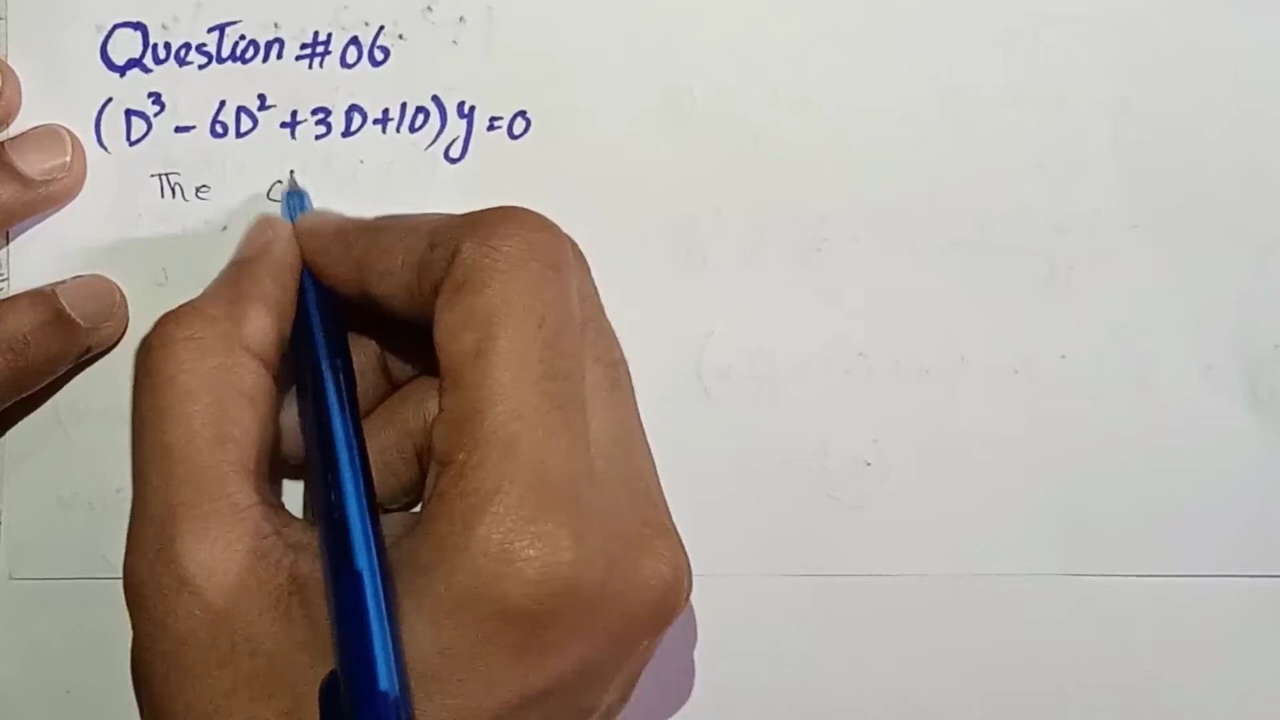 Question #06
(D³ - 6D² + 3D + 10)y = 0
The